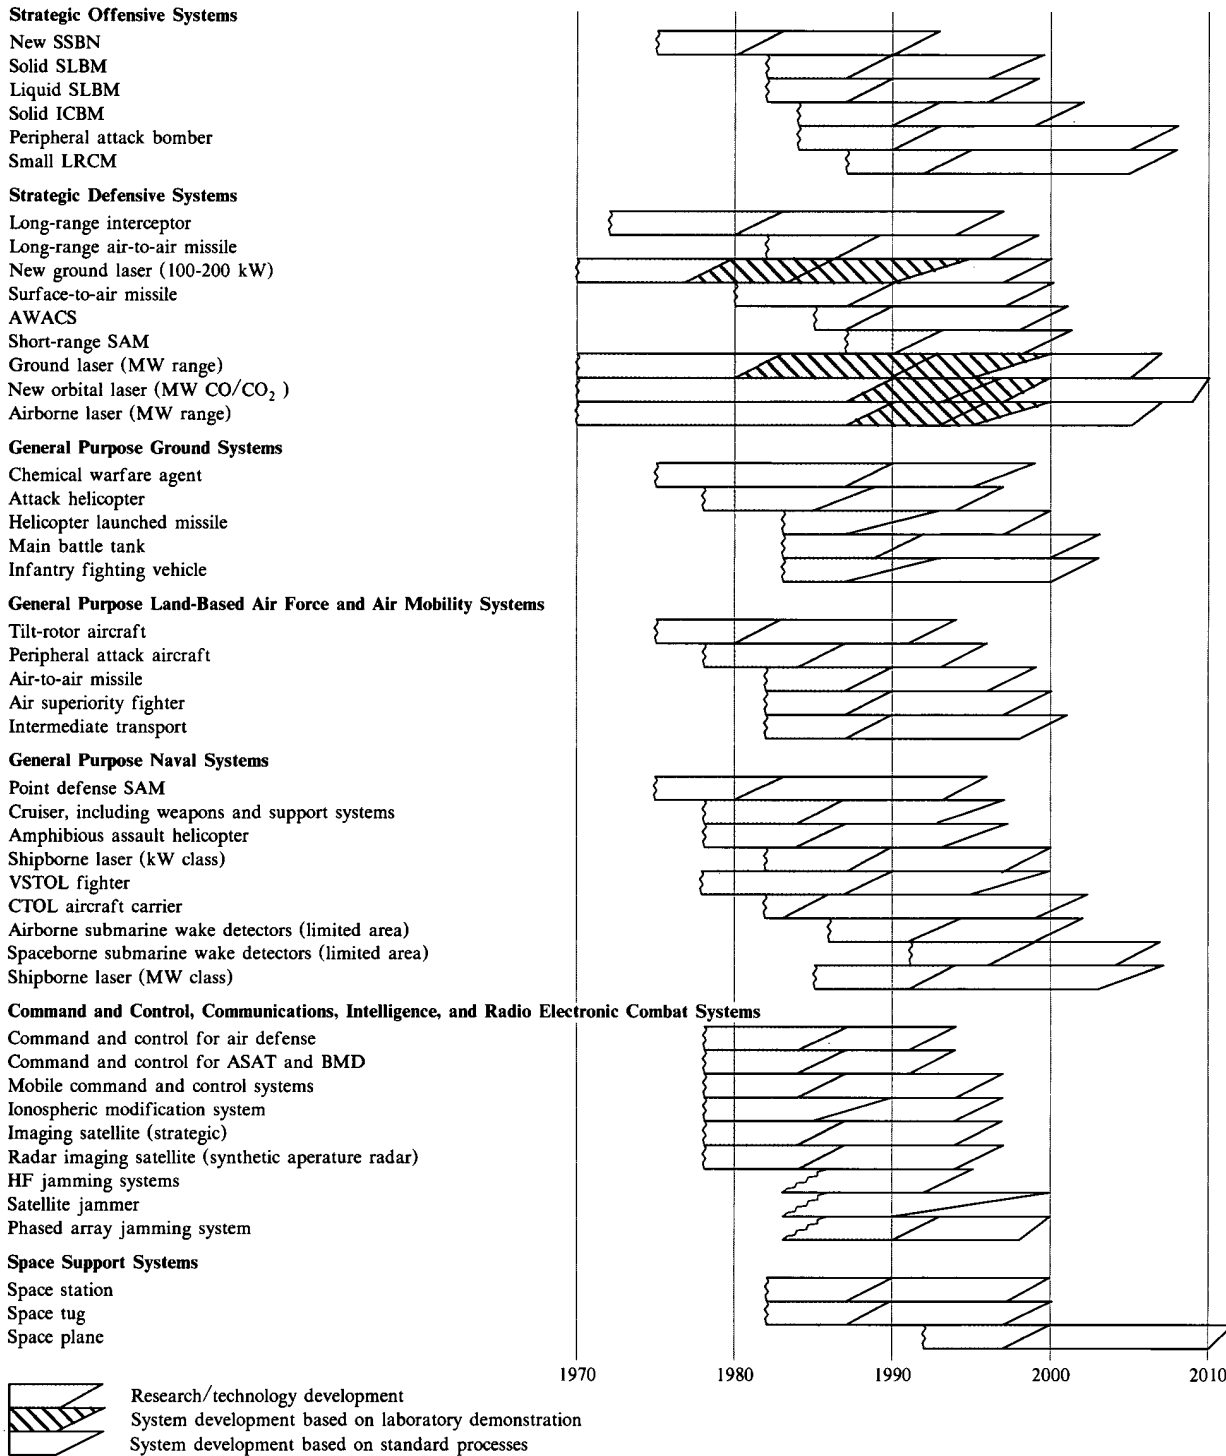 Strategic Offensive Systems
New SSBN
Solid SLBM
Liquid SLBM
Solid ICBM
Peripheral attack bomber
Small LRCM
Strategic Defensive Systems
Long-range interceptor
Long-range air-to-air missile
New ground laser (100-200 kW)
Surface-to-air missile
AWACS
Short-range SAM
Ground laser (MW range)
New orbital laser (MW CO/CO₂ )
Airborne laser (MW range)
General Purpose Ground Systems
Chemical warfare agent
Attack helicopter
Helicopter launched missile
Main battle tank
Infantry fighting vehicle
General Purpose Land-Based Air Force and Air Mobility Systems
Tilt-rotor aircraft
Peripheral attack aircraft
Air-to-air missile
Air superiority fighter
Intermediate transport
General Purpose Naval Systems
Point defense SAM
Cruiser, including weapons and support systems
Amphibious assault helicopter
Shipborne laser (kW class)
VSTOL fighter
CTOL aircraft carrier
Airborne submarine wake detectors (limited area)
Spaceborne submarine wake detectors (limited area)
Shipborne laser (MW class)
Command and Control, Communications, Intelligence, and Radio Electronic Combat Systems
Command and control for air defense
Command and control for ASAT and BMD
Mobile command and control systems
Ionospheric modification system
Imaging satellite (strategic)
Radar imaging satellite (synthetic aperature radar)
HF jamming systems
Satellite jammer
Phased array jamming system
Space Support Systems
Space station
Space tug
Space plane
1970 1980 1990 2000 2010
Research/technology development
System development based on laboratory demonstration
System development based on standard processes